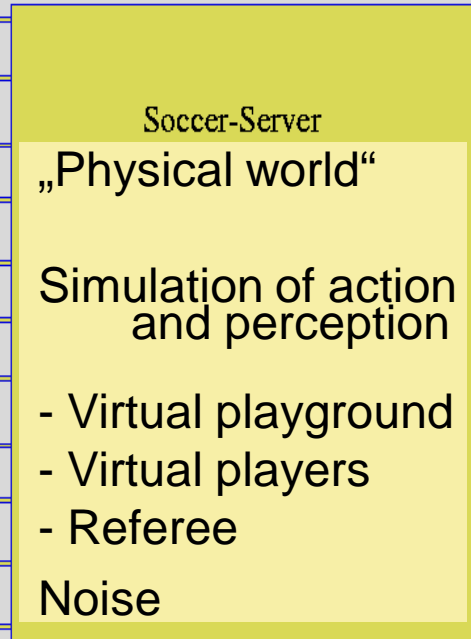 Soccer-Server
„Physical world“
Simulation of action
and perception
- Virtual playground
- Virtual players
- Referee
Noise